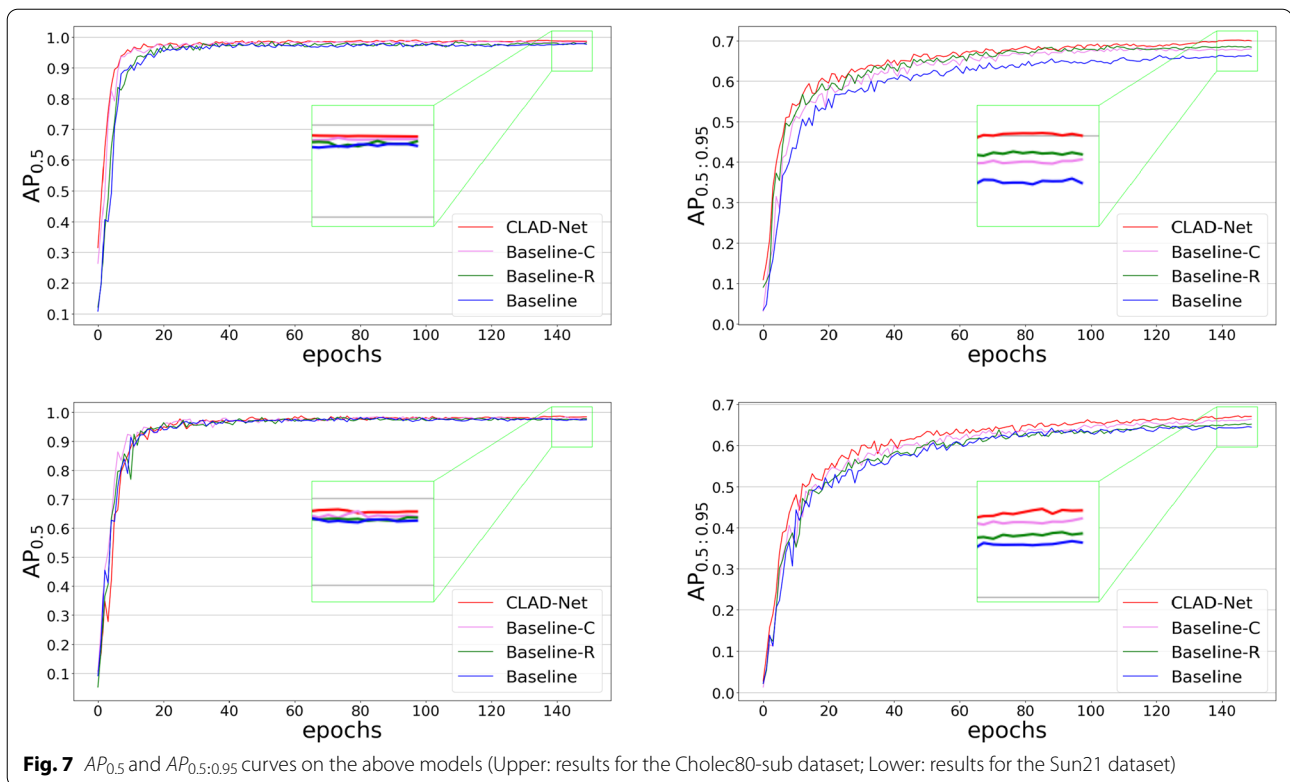 1.0
0.9
0.8
0.7
0.6
0.5
0.4
0.3
0.2
0.1
AP0.5
CLAD-Net
Baseline-C
Baseline-R
Baseline
0 20 40 60 80 100 120 140
epochs
0.7
0.6
0.5
0.4
0.3
0.2
0.1
0.0
AP0.5:0.95
CLAD-Net
Baseline-C
Baseline-R
Baseline
0 20 40 60 80 100 120 140
epochs
1.0
0.9
0.8
0.7
0.6
0.5
0.4
0.3
0.2
0.1
AP0.5
CLAD-Net
Baseline-C
Baseline-R
Baseline
0 20 40 60 80 100 120 140
epochs
0.7
0.6
0.5
0.4
0.3
0.2
0.1
0.0
AP0.5:0.95
CLAD-Net
Baseline-C
Baseline-R
Baseline
0 20 40 60 80 100 120 140
epochs
Fig. 7 AP0.5 and AP0.5:0.95 curves on the above models (Upper: results for the Cholec80-sub dataset; Lower: results for the Sun21 dataset)